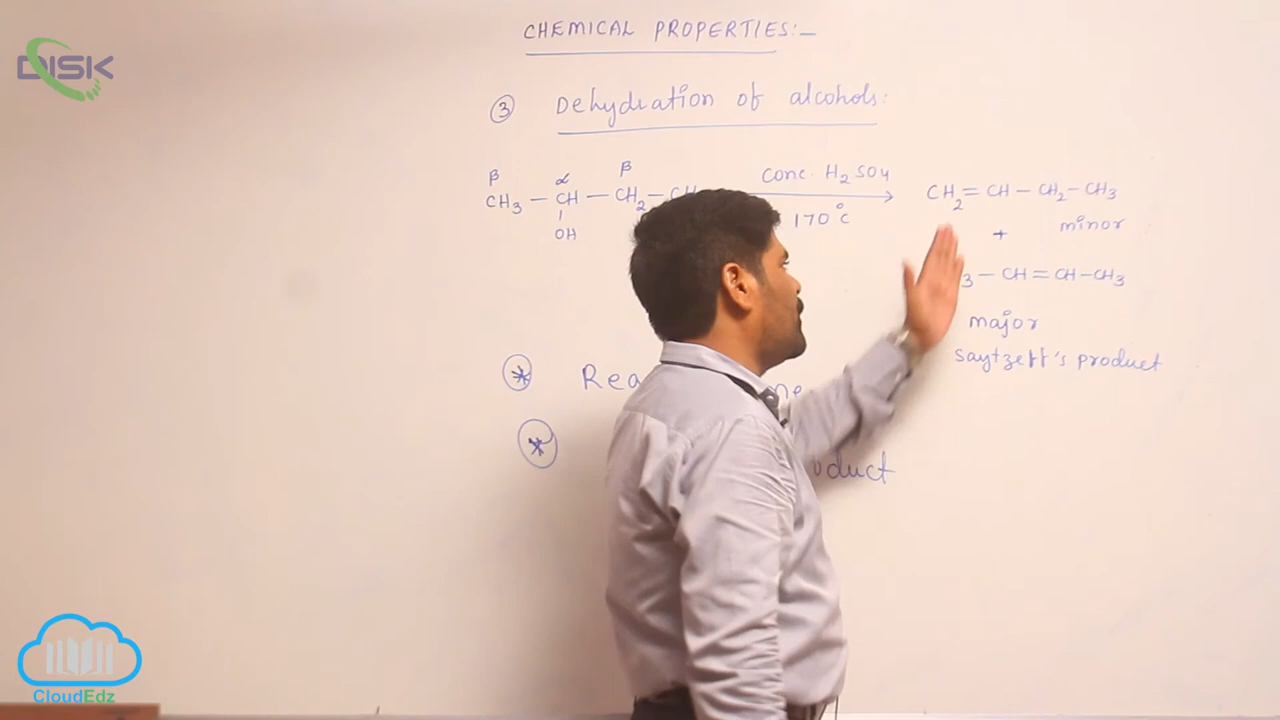 DISK
CHEMICAL PROPERTIES:-
③ Dehydration of alcohols:
β α β
CH3 - CH - CH2 - CH conc. H2SO4 CH2 = CH - CH2 - CH3
OH 170°c + minor
3 - CH = CH - CH3
major
saytzeff's product
* Rea
* oduct
CloudEdz